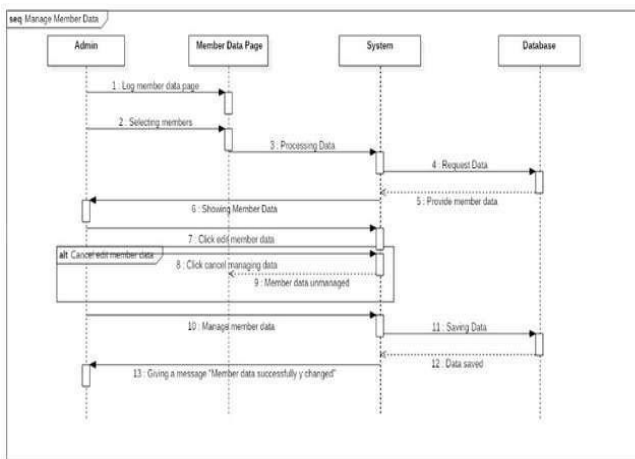 seq Manage Member Data
Admin
Member Data Page
System
Database
1 : Log member data page
2 : Selecting members
3 : Processing Data
4 : Request Data
5 : Provide member data
6 : Showing Member Data
7 : Click edit member data
alt Cancel edit member data
8 : Click cancel managing data
9 : Member data unmanaged
10 : Manage member data
11 : Saving Data
12 : Data saved
13 : Giving a message "Member data successfully y changed"